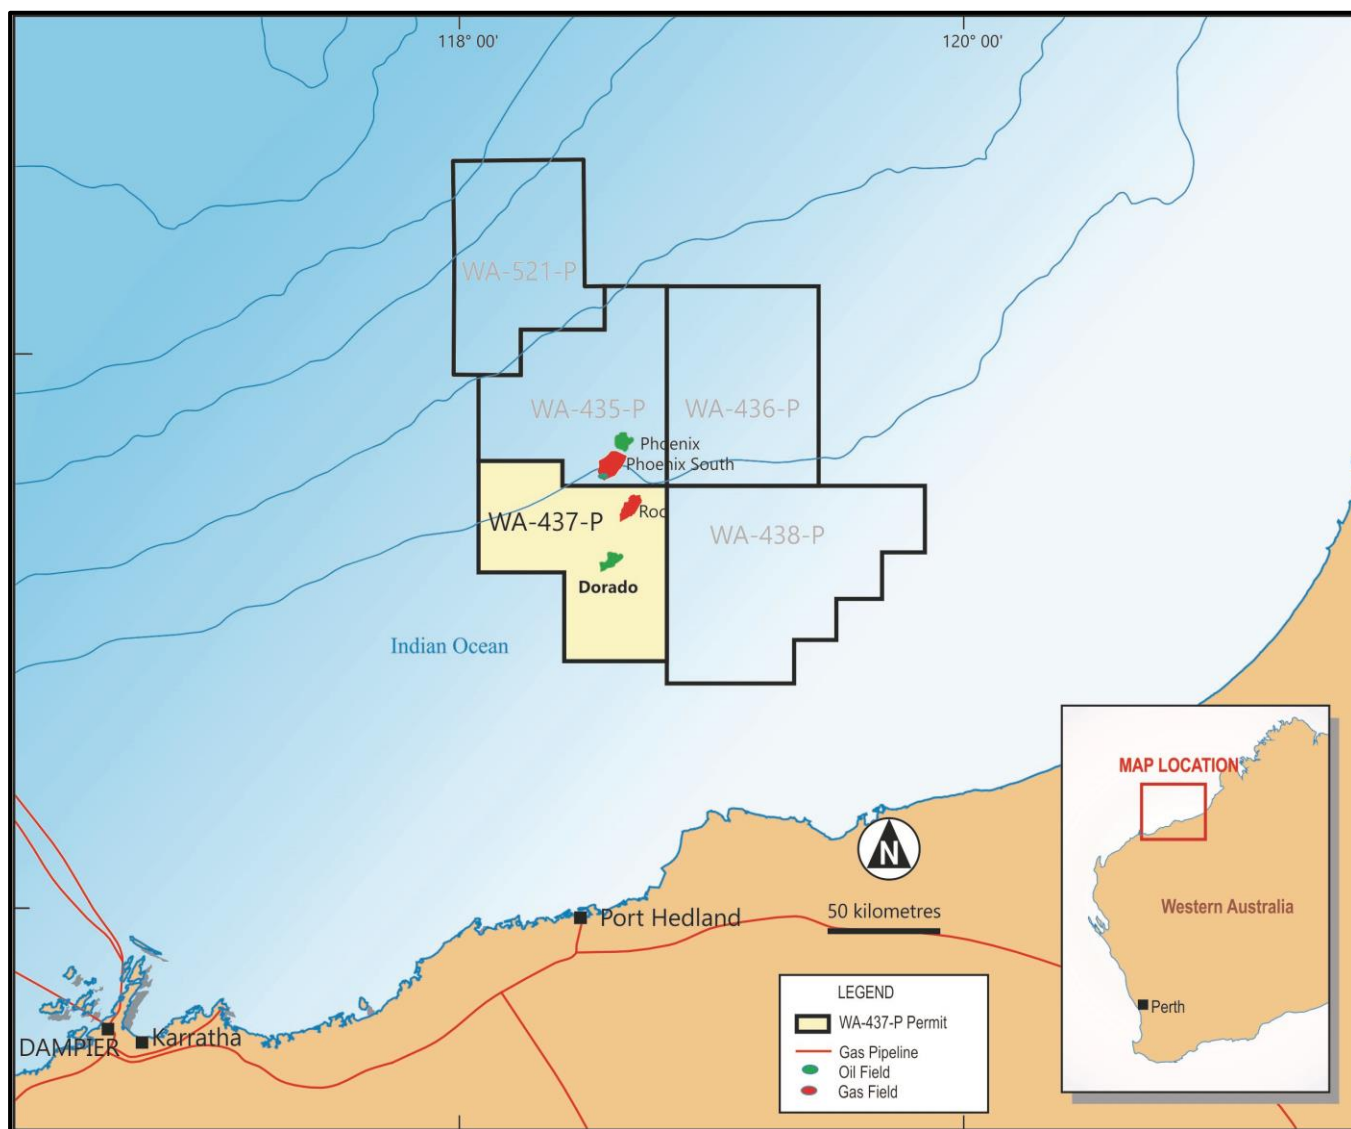 118° 00'
120° 00'
WA-521-P
WA-435-P
WA-436-P
Phoenix
Phoenix South
WA-437-P
Roc
WA-438-P
Dorado
Indian Ocean
MAP LOCATION
Western Australia
Perth
N
50 kilometres
Port Hedland
Karratha
DAMPIER
LEGEND
WA-437-P Permit
Gas Pipeline
Oil Field
Gas Field